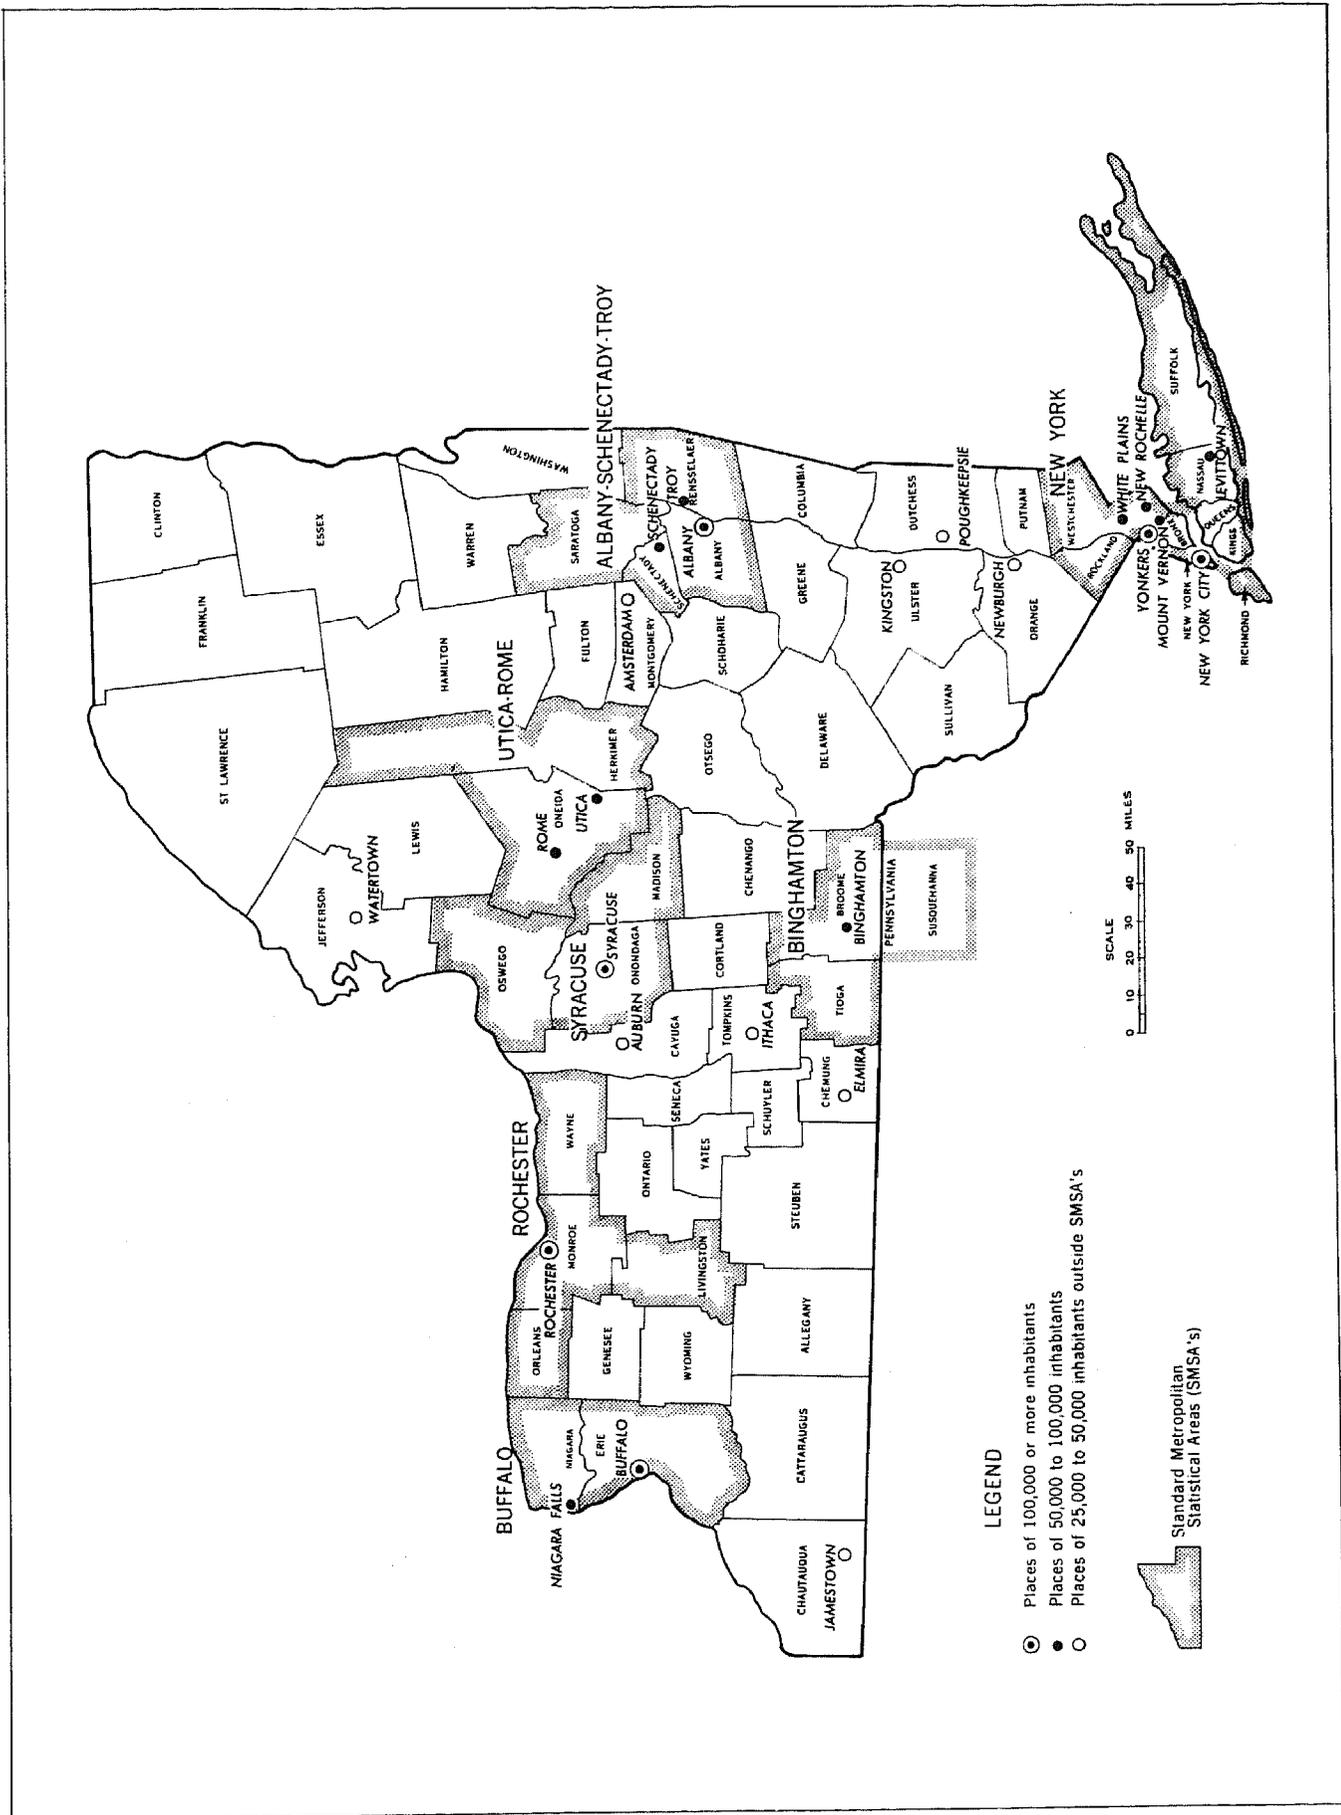 CLINTON
FRANKLIN
ST LAWRENCE
ESSEX
JEFFERSON
WATERTOWN
LEWIS
HAMILTON
WARREN
WASHINGTON
UTICA-ROME
HERKIMER
ROME
ONEIDA
UTICA
OSWEGO
FULTON
SARATOGA
ALBANY-SCHENECTADY-TROY
AMSTERDAM
MONTGOMERY
SCHENECTADY
SCHENECTADY
TROY
RENSSELAER
ALBANY
ALBANY
BUFFALO
NIAGARA FALLS
NIAGARA
ERIE
BUFFALO
ROCHESTER
ORLEANS
ROCHESTER
MONROE
WAYNE
GENESEE
WYOMING
LIVINGSTON
ONTARIO
SENECA
YATES
SYRACUSE
SYRACUSE
ONONDAGA
AUBURN
CAYUGA
MADISON
CORTLAND
CHENANGO
OTSEGO
SCHOHARIE
GREENE
COLUMBIA
CHAUTAUQUA
JAMESTOWN
CATTARAUGUS
ALLEGANY
STEUBEN
SCHUYLER
CHEMUNG
ELMIRA
TOMPKINS
ITHACA
TIOGA
BINGHAMTON
BROOME
BINGHAMTON
PENNSYLVANIA
SUSQUEHANNA
DELAWARE
SULLIVAN
KINGSTON
ULSTER
NEWBURGH
ORANGE
DUTCHESS
POUGHKEEPSIE
PUTNAM
NEW YORK
WESTCHESTER
ROCKLAND
WHITE PLAINS
NEW ROCHELLE
YONKERS
MOUNT VERNON
BRONX
NEW YORK
NEW YORK CITY
QUEENS
KINGS
RICHMOND
NASSAU
LEVITTOWN
SUFFOLK
LEGEND
Places of 100,000 or more inhabitants
Places of 50,000 to 100,000 inhabitants
Places of 25,000 to 50,000 inhabitants outside SMSA's
Standard Metropolitan
Statistical Areas (SMSA's)
SCALE
0 10 20 30 40 50 MILES